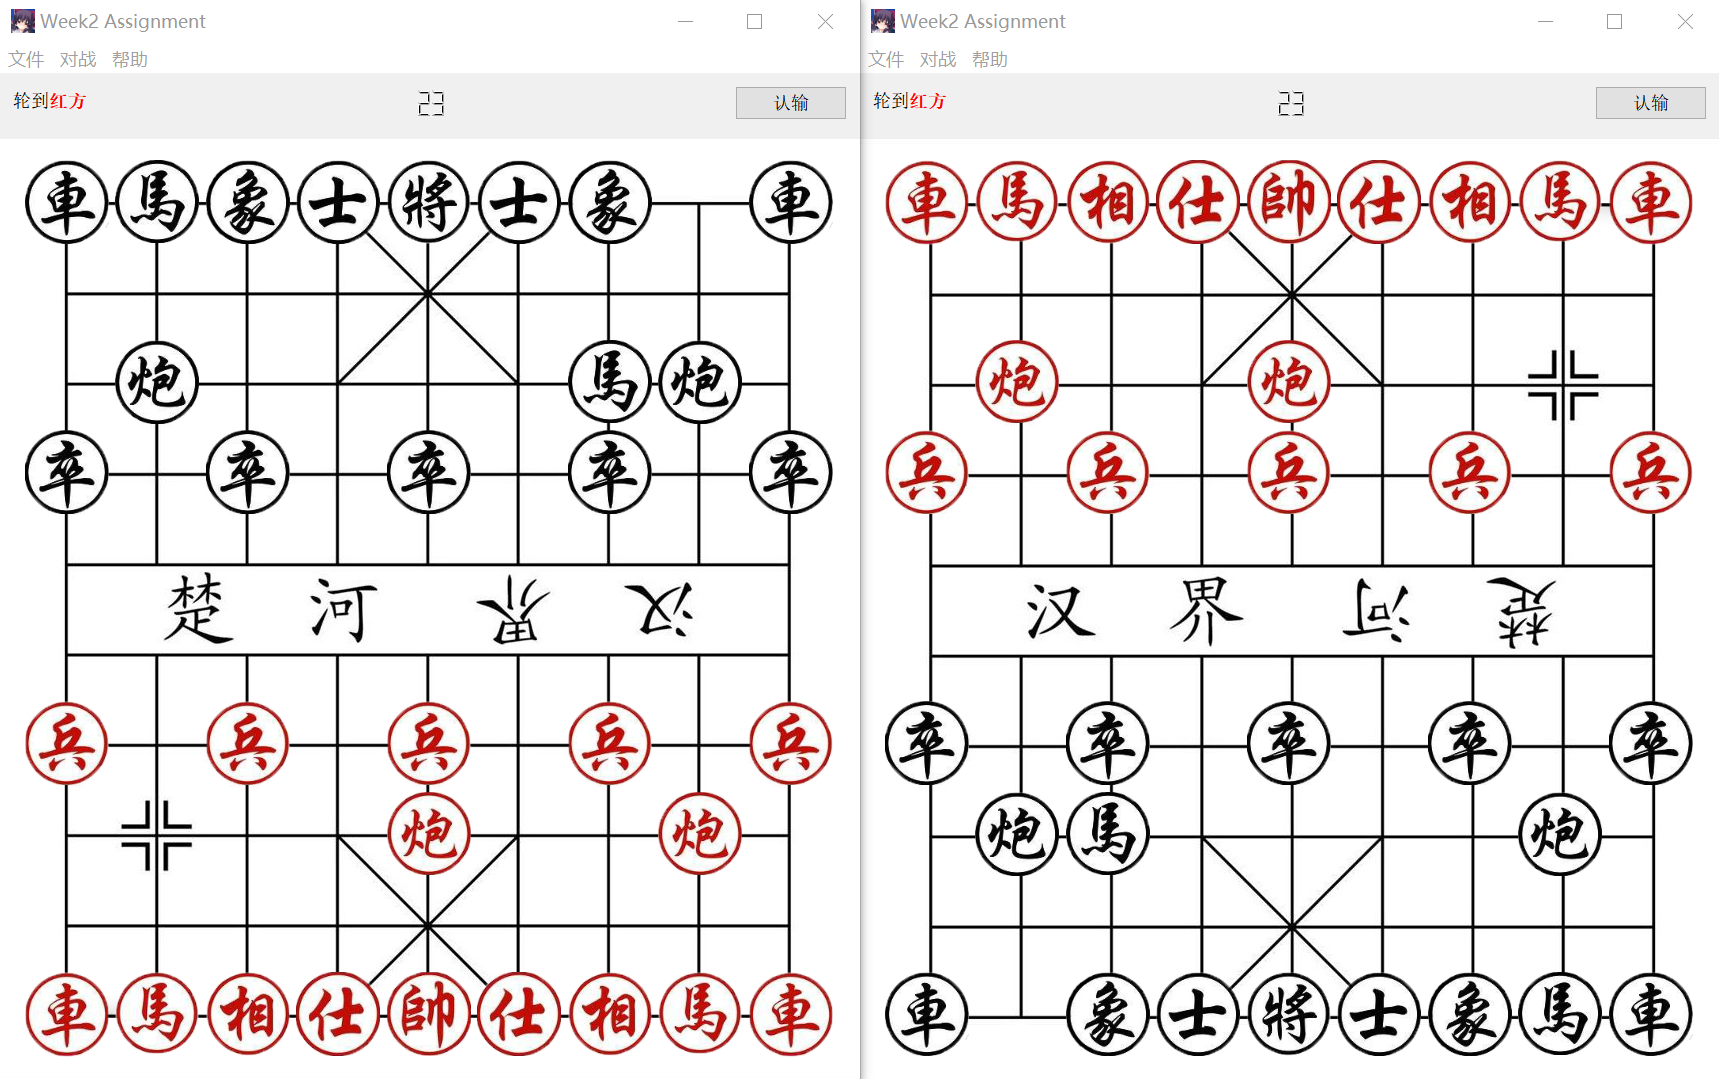 Week2 Assignment
文件 对战 帮助
轮到红方 23 认输
車馬象士將士象車
炮馬炮
卒卒卒卒卒
楚河界汉
兵兵兵兵兵
炮炮
車馬相仕帥仕相馬車
Week2 Assignment
文件 对战 帮助
轮到红方 23 认输
車馬相仕帥仕相馬車
炮炮
兵兵兵兵兵
汉界河楚
卒卒卒卒卒
炮馬炮
車象士將士象馬車